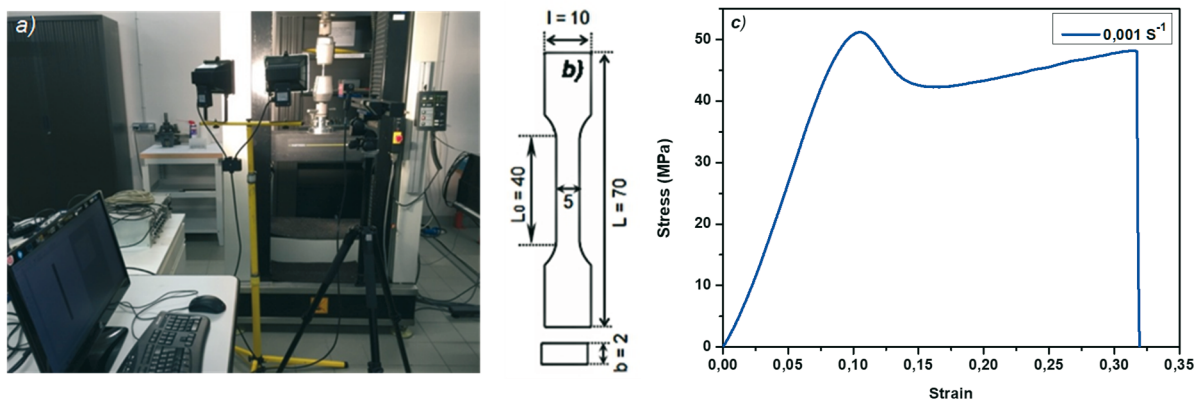 a)
l = 10
b)
L₀ = 40
5
L = 70
b = 2
c)
0,001 S⁻¹
Stress (MPa)
50
40
30
20
10
0
0,00 0,05 0,10 0,15 0,20 0,25 0,30 0,35
Strain